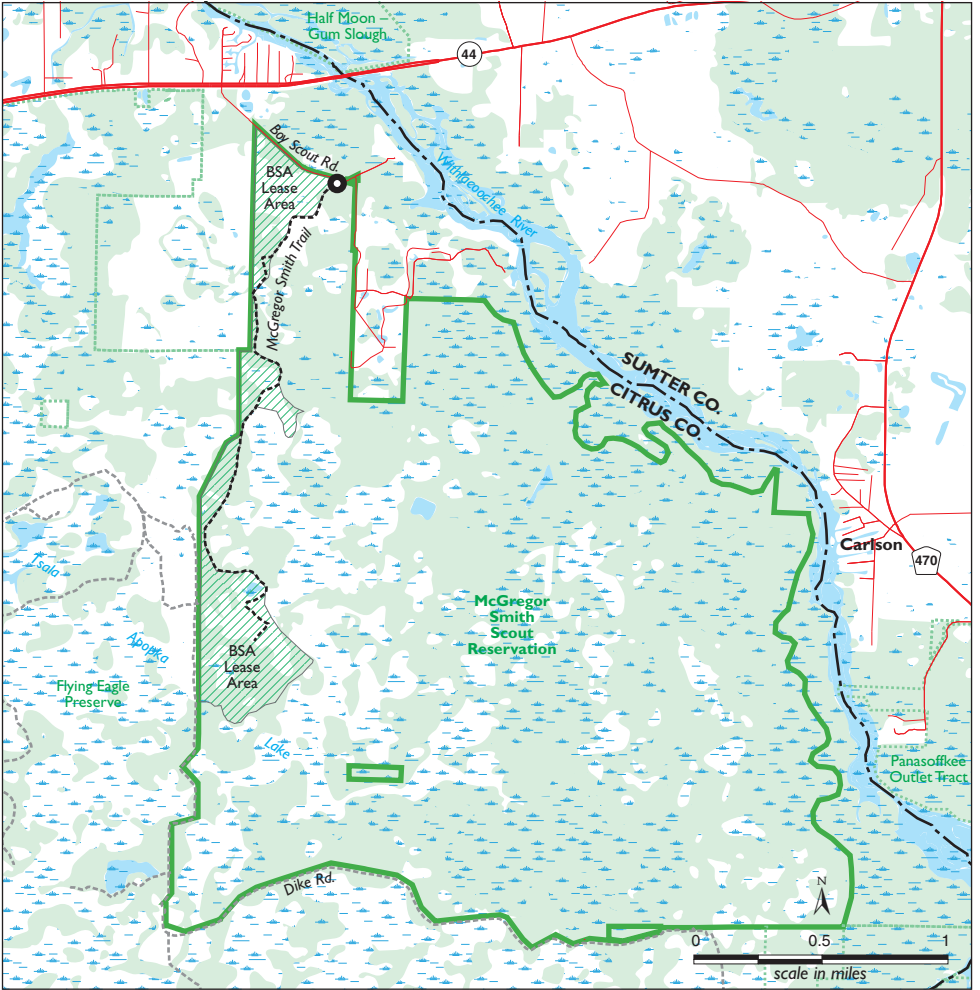 Half Moon
Gum Slough
44
Boy Scout Rd.
BSA
Lease
Area
Withlacoochee River
McGregor Smith Trail
SUMTER CO.
CITRUS CO.
Carlson
470
Tsala
Apopka
Lake
McGregor
Smith
Scout
Reservation
BSA
Lease
Area
Flying Eagle
Preserve
Panasoffkee
Outlet Tract
Dike Rd.
N
0 0.5 1
scale in miles